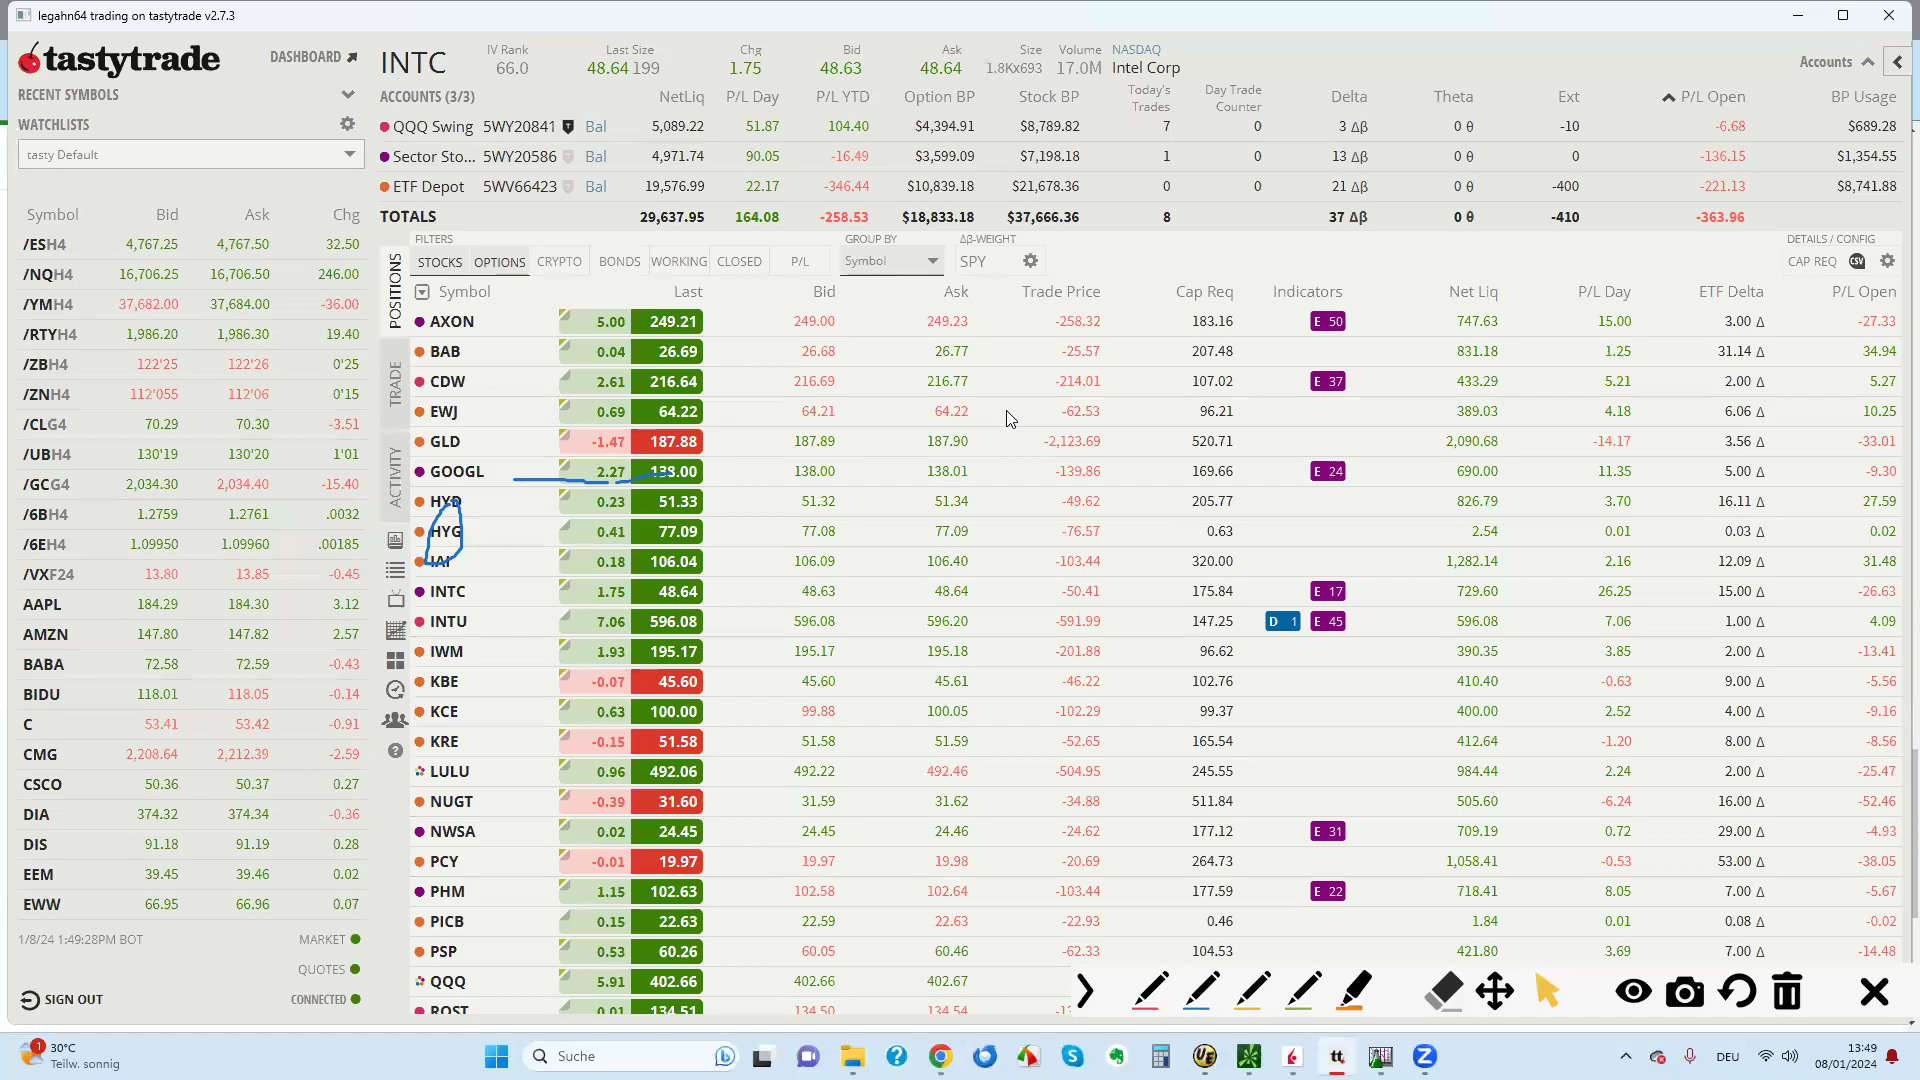 legahn64 trading on tastytrade v2.7.3
tastytrade DASHBOARD
RECENT SYMBOLS
WATCHLISTS
tasty Default
Symbol Bid Ask Chg
/ESH4 4,767.25 4,767.50 32.50
/NQH4 16,706.25 16,706.50 246.00
/YMH4 37,682.00 37,684.00 -36.00
/RTYH4 1,986.20 1,986.30 19.40
/ZBH4 122'25 122'26 0'25
/ZNH4 112'055 112'06 0'15
/CLG4 70.29 70.30 -3.51
/UBH4 130'19 130'20 1'01
/GCG4 2,034.30 2,034.40 -15.40
/6BH4 1.2759 1.2761 .0032
/6EH4 1.09950 1.09960 .00185
/VXF24 13.80 13.85 -0.45
AAPL 184.29 184.30 3.12
AMZN 147.80 147.82 2.57
BABA 72.58 72.59 -0.43
BIDU 118.01 118.05 -0.14
C 53.41 53.42 -0.91
CMG 2,208.64 2,212.39 -2.59
CSCO 50.36 50.37 0.27
DIA 374.32 374.34 -0.36
DIS 91.18 91.19 0.28
EEM 39.45 39.46 0.02
EWW 66.95 66.96 0.07
1/8/24 1:49:28PM BOT MARKET
QUOTES
SIGN OUT CONNECTED
INTC IV Rank Last Size Chg Bid Ask Size Volume NASDAQ
66.0 48.64 199 1.75 48.63 48.64 1.8Kx693 17.0M Intel Corp
Accounts
ACCOUNTS (3/3) NetLiq P/L Day P/L YTD Option BP Stock BP Today's Trades Day Trade Counter Delta Theta Ext P/L Open BP Usage
QQQ Swing 5WY20841 Bal 5,089.22 51.87 104.40 $4,394.91 $8,789.82 7 0 3 Δβ 0 θ -10 -6.68 $689.28
Sector Sto... 5WY20586 Bal 4,971.74 90.05 -16.49 $3,599.09 $7,198.18 1 0 13 Δβ 0 θ 0 -136.15 $1,354.55
ETF Depot 5WV66423 Bal 19,576.99 22.17 -346.44 $10,839.18 $21,678.36 0 0 21 Δβ 0 θ -400 -221.13 $8,741.88
TOTALS 29,637.95 164.08 -258.53 $18,833.18 $37,666.36 8 37 Δβ 0 θ -410 -363.96
POSITIONS
TRADE
ACTIVITY
FILTERS GROUP BY Δβ-WEIGHT DETAILS / CONFIG
STOCKS OPTIONS CRYPTO BONDS WORKING CLOSED P/L Symbol SPY CAP REQ CSV
Symbol Last Bid Ask Trade Price Cap Req Indicators Net Liq P/L Day ETF Delta P/L Open
AXON 5.00 249.21 249.00 249.23 -258.32 183.16 E 50 747.63 15.00 3.00 Δ -27.33
BAB 0.04 26.69 26.68 26.77 -25.57 207.48 831.18 1.25 31.14 Δ 34.94
CDW 2.61 216.64 216.69 216.77 -214.01 107.02 E 37 433.29 5.21 2.00 Δ 5.27
EWJ 0.69 64.22 64.21 64.22 -62.53 96.21 389.03 4.18 6.06 Δ 10.25
GLD -1.47 187.88 187.89 187.90 -2,123.69 520.71 2,090.68 -14.17 3.56 Δ -33.01
GOOGL 2.27 138.00 138.00 138.01 -139.86 169.66 E 24 690.00 11.35 5.00 Δ -9.30
HYD 0.23 51.33 51.32 51.34 -49.62 205.77 826.79 3.70 16.11 Δ 27.59
HYG 0.41 77.09 77.08 77.09 -76.57 0.63 2.54 0.01 0.03 Δ 0.02
IAI 0.18 106.04 106.09 106.40 -103.44 320.00 1,282.14 2.16 12.09 Δ 31.48
INTC 1.75 48.64 48.63 48.64 -50.41 175.84 E 17 729.60 26.25 15.00 Δ -26.63
INTU 7.06 596.08 596.08 596.20 -591.99 147.25 D 1 E 45 596.08 7.06 1.00 Δ 4.09
IWM 1.93 195.17 195.17 195.18 -201.88 96.62 390.35 3.85 2.00 Δ -13.41
KBE -0.07 45.60 45.60 45.61 -46.22 102.76 410.40 -0.63 9.00 Δ -5.56
KCE 0.63 100.00 99.88 100.05 -102.29 99.37 400.00 2.52 4.00 Δ -9.16
KRE -0.15 51.58 51.58 51.59 -52.65 165.54 412.64 -1.20 8.00 Δ -8.56
LULU 0.96 492.06 492.22 492.46 -504.95 245.55 984.44 2.24 2.00 Δ -25.47
NUGT -0.39 31.60 31.59 31.62 -34.88 511.84 505.60 -6.24 16.00 Δ -52.46
NWSA 0.02 24.45 24.45 24.46 -24.62 177.12 E 31 709.19 0.72 29.00 Δ -4.93
PCY -0.01 19.97 19.97 19.98 -20.69 264.73 1,058.41 -0.53 53.00 Δ -38.05
PHM 1.15 102.63 102.58 102.64 -103.44 177.59 E 22 718.41 8.05 7.00 Δ -5.67
PICB 0.15 22.63 22.59 22.63 -22.93 0.46 1.84 0.01 0.08 Δ -0.02
PSP 0.53 60.26 60.05 60.46 -62.33 104.53 421.80 3.69 7.00 Δ -14.48
QQQ 5.91 402.66 402.66 402.67
ROST 0.01 134.51 134.50 134.54
1 30°C
Teilw. sonnig
Suche
DEU 13:49
08/01/2024